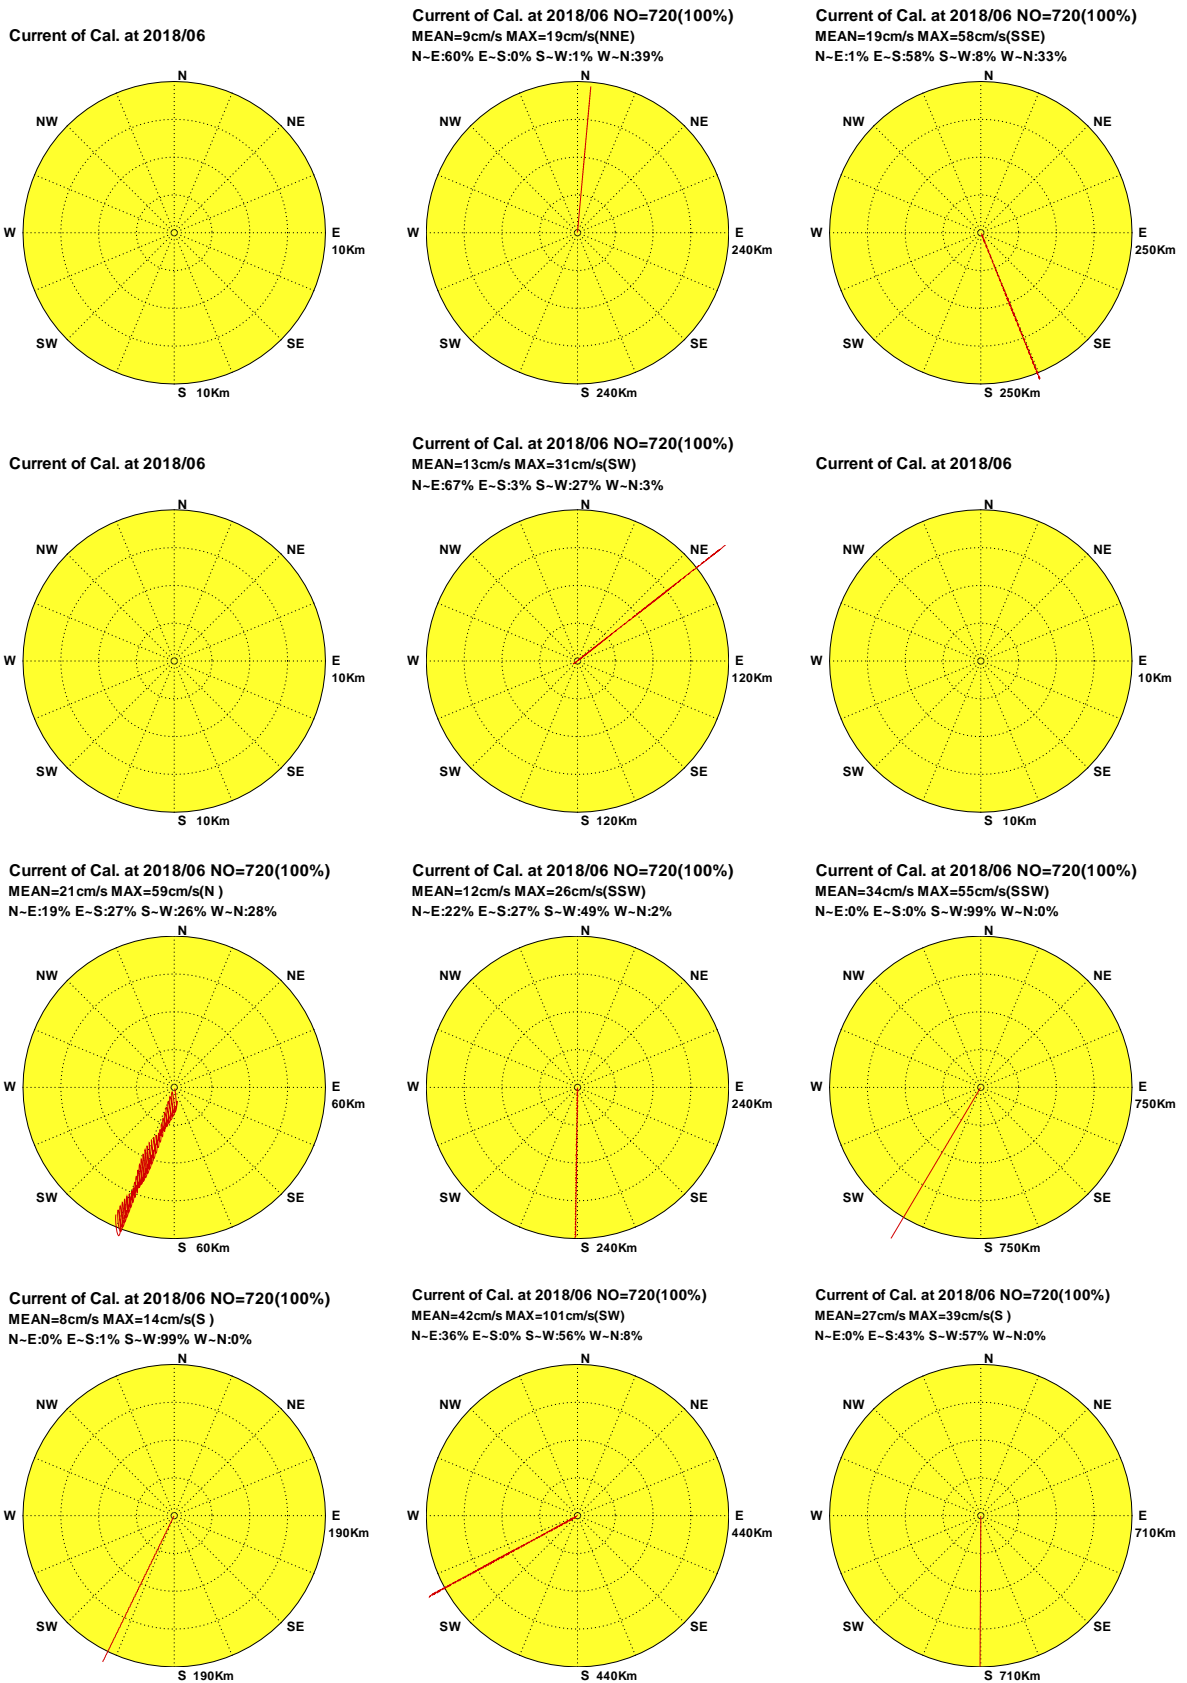 Current of Cal. at 2018/06
N
NW
NE
W
E
10Km
SW
SE
S 10Km
Current of Cal. at 2018/06 NO=720(100%)
MEAN=9cm/s MAX=19cm/s(NNE)
N~E:60% E~S:0% S~W:1% W~N:39%
N
NW
NE
W
E
240Km
SW
SE
S 240Km
Current of Cal. at 2018/06 NO=720(100%)
MEAN=19cm/s MAX=58cm/s(SSE)
N~E:1% E~S:58% S~W:8% W~N:33%
N
NW
NE
W
E
250Km
SW
SE
S 250Km
Current of Cal. at 2018/06
N
NW
NE
W
E
10Km
SW
SE
S 10Km
Current of Cal. at 2018/06 NO=720(100%)
MEAN=13cm/s MAX=31cm/s(SW)
N~E:67% E~S:3% S~W:27% W~N:3%
N
NW
NE
W
E
120Km
SW
SE
S 120Km
Current of Cal. at 2018/06
N
NW
NE
W
E
10Km
SW
SE
S 10Km
Current of Cal. at 2018/06 NO=720(100%)
MEAN=21cm/s MAX=59cm/s(N )
N~E:19% E~S:27% S~W:26% W~N:28%
N
NW
NE
W
E
60Km
SW
SE
S 60Km
Current of Cal. at 2018/06 NO=720(100%)
MEAN=12cm/s MAX=26cm/s(SSW)
N~E:22% E~S:27% S~W:49% W~N:2%
N
NW
NE
W
E
240Km
SW
SE
S 240Km
Current of Cal. at 2018/06 NO=720(100%)
MEAN=34cm/s MAX=55cm/s(SSW)
N~E:0% E~S:0% S~W:99% W~N:0%
N
NW
NE
W
E
750Km
SW
SE
S 750Km
Current of Cal. at 2018/06 NO=720(100%)
MEAN=8cm/s MAX=14cm/s(S )
N~E:0% E~S:1% S~W:99% W~N:0%
N
NW
NE
W
E
190Km
SW
SE
S 190Km
Current of Cal. at 2018/06 NO=720(100%)
MEAN=42cm/s MAX=101cm/s(SW)
N~E:36% E~S:0% S~W:56% W~N:8%
N
NW
NE
W
E
440Km
SW
SE
S 440Km
Current of Cal. at 2018/06 NO=720(100%)
MEAN=27cm/s MAX=39cm/s(S )
N~E:0% E~S:43% S~W:57% W~N:0%
N
NW
NE
W
E
710Km
SW
SE
S 710Km